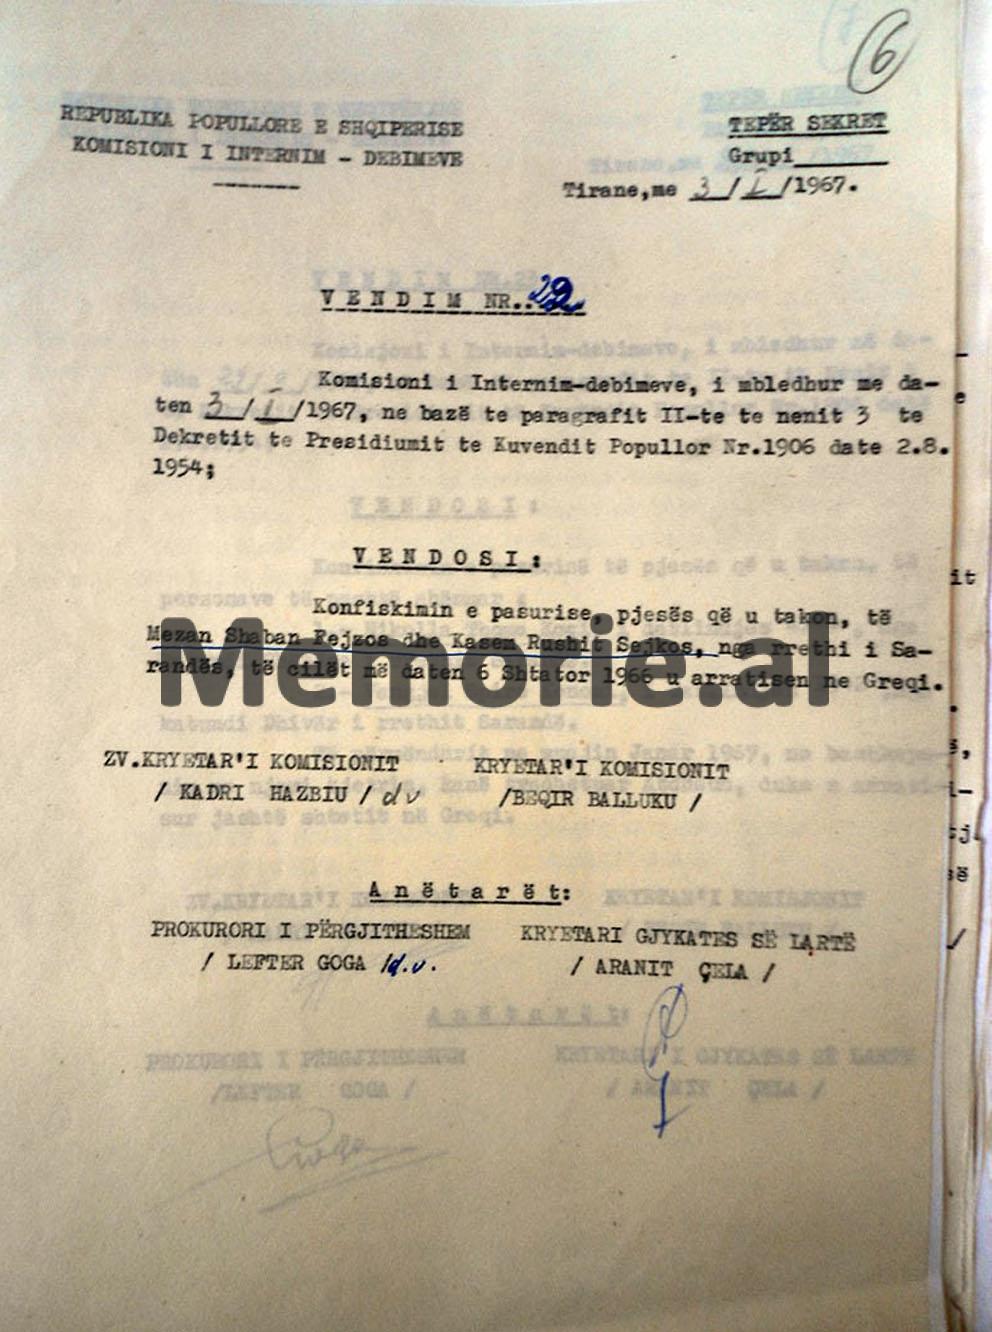 6
REPUBLIKA POPULLORE E SHQIPERISE
KOMISIONI I INTERNIM - DEBIMEVE
TEPËR SEKRET
Grupi
Tirane, me 3/I/1967.
VENDIM NR. 22
Komisioni i Internim-debimeve, i mbledhur me da-
ten 3/I/1967, ne bazë te paragrafit II-te te nenit 3 te
Dekretit te Presidiumit te Kuvendit Popullor Nr.1906 date 2.8.
1954;
VENDOSI:
Konfiskimin e pasurise, pjesës që u takon, të
Mezan Shaban Fejzos dhe Kasem Rushit Sejkos, nga rrethi i Sa-
randës, të cilët më daten 6 Shtator 1966 u arratisen ne Greqi.
Memorie.al
ZV.KRYETAR'I KOMISIONIT KRYETAR'I KOMISIONIT
/ KADRI HAZBIU / dv /BEQIR BALLUKU /
Anëtarët:
PROKURORI I PËRGJITHESHEM KRYETARI GJYKATES SË LARTË
/ LEFTER GOGA / d.v. / ARANIT ÇELA /